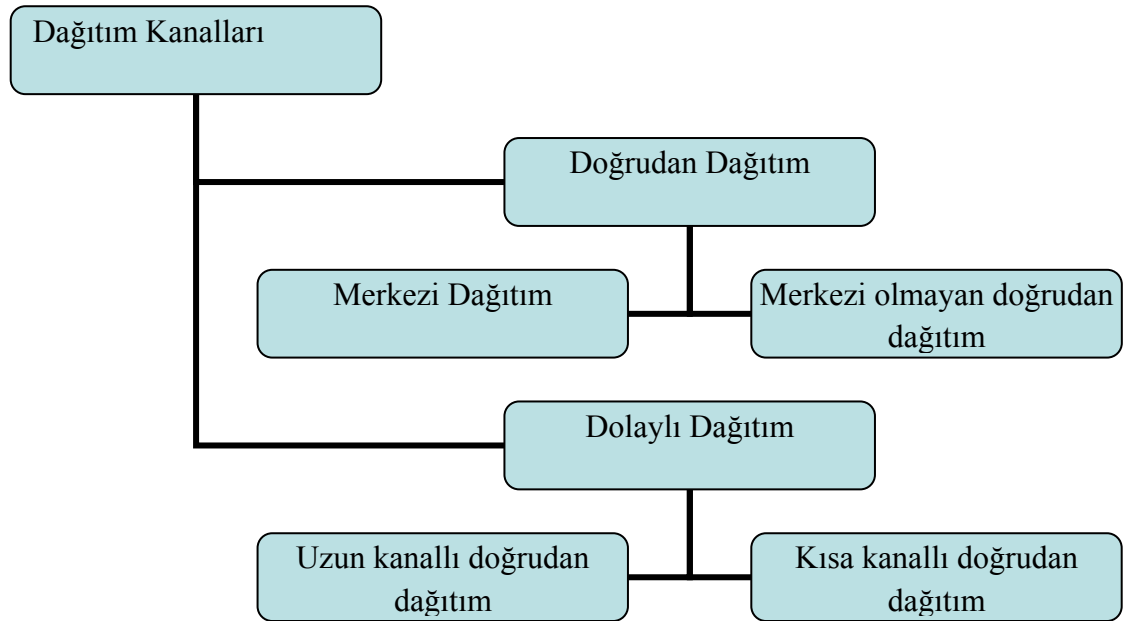 Dağıtım Kanalları
Doğrudan Dağıtım
Merkezi Dağıtım
Merkezi olmayan doğrudan
dağıtım
Dolaylı Dağıtım
Uzun kanallı doğrudan
dağıtım
Kısa kanallı doğrudan
dağıtım